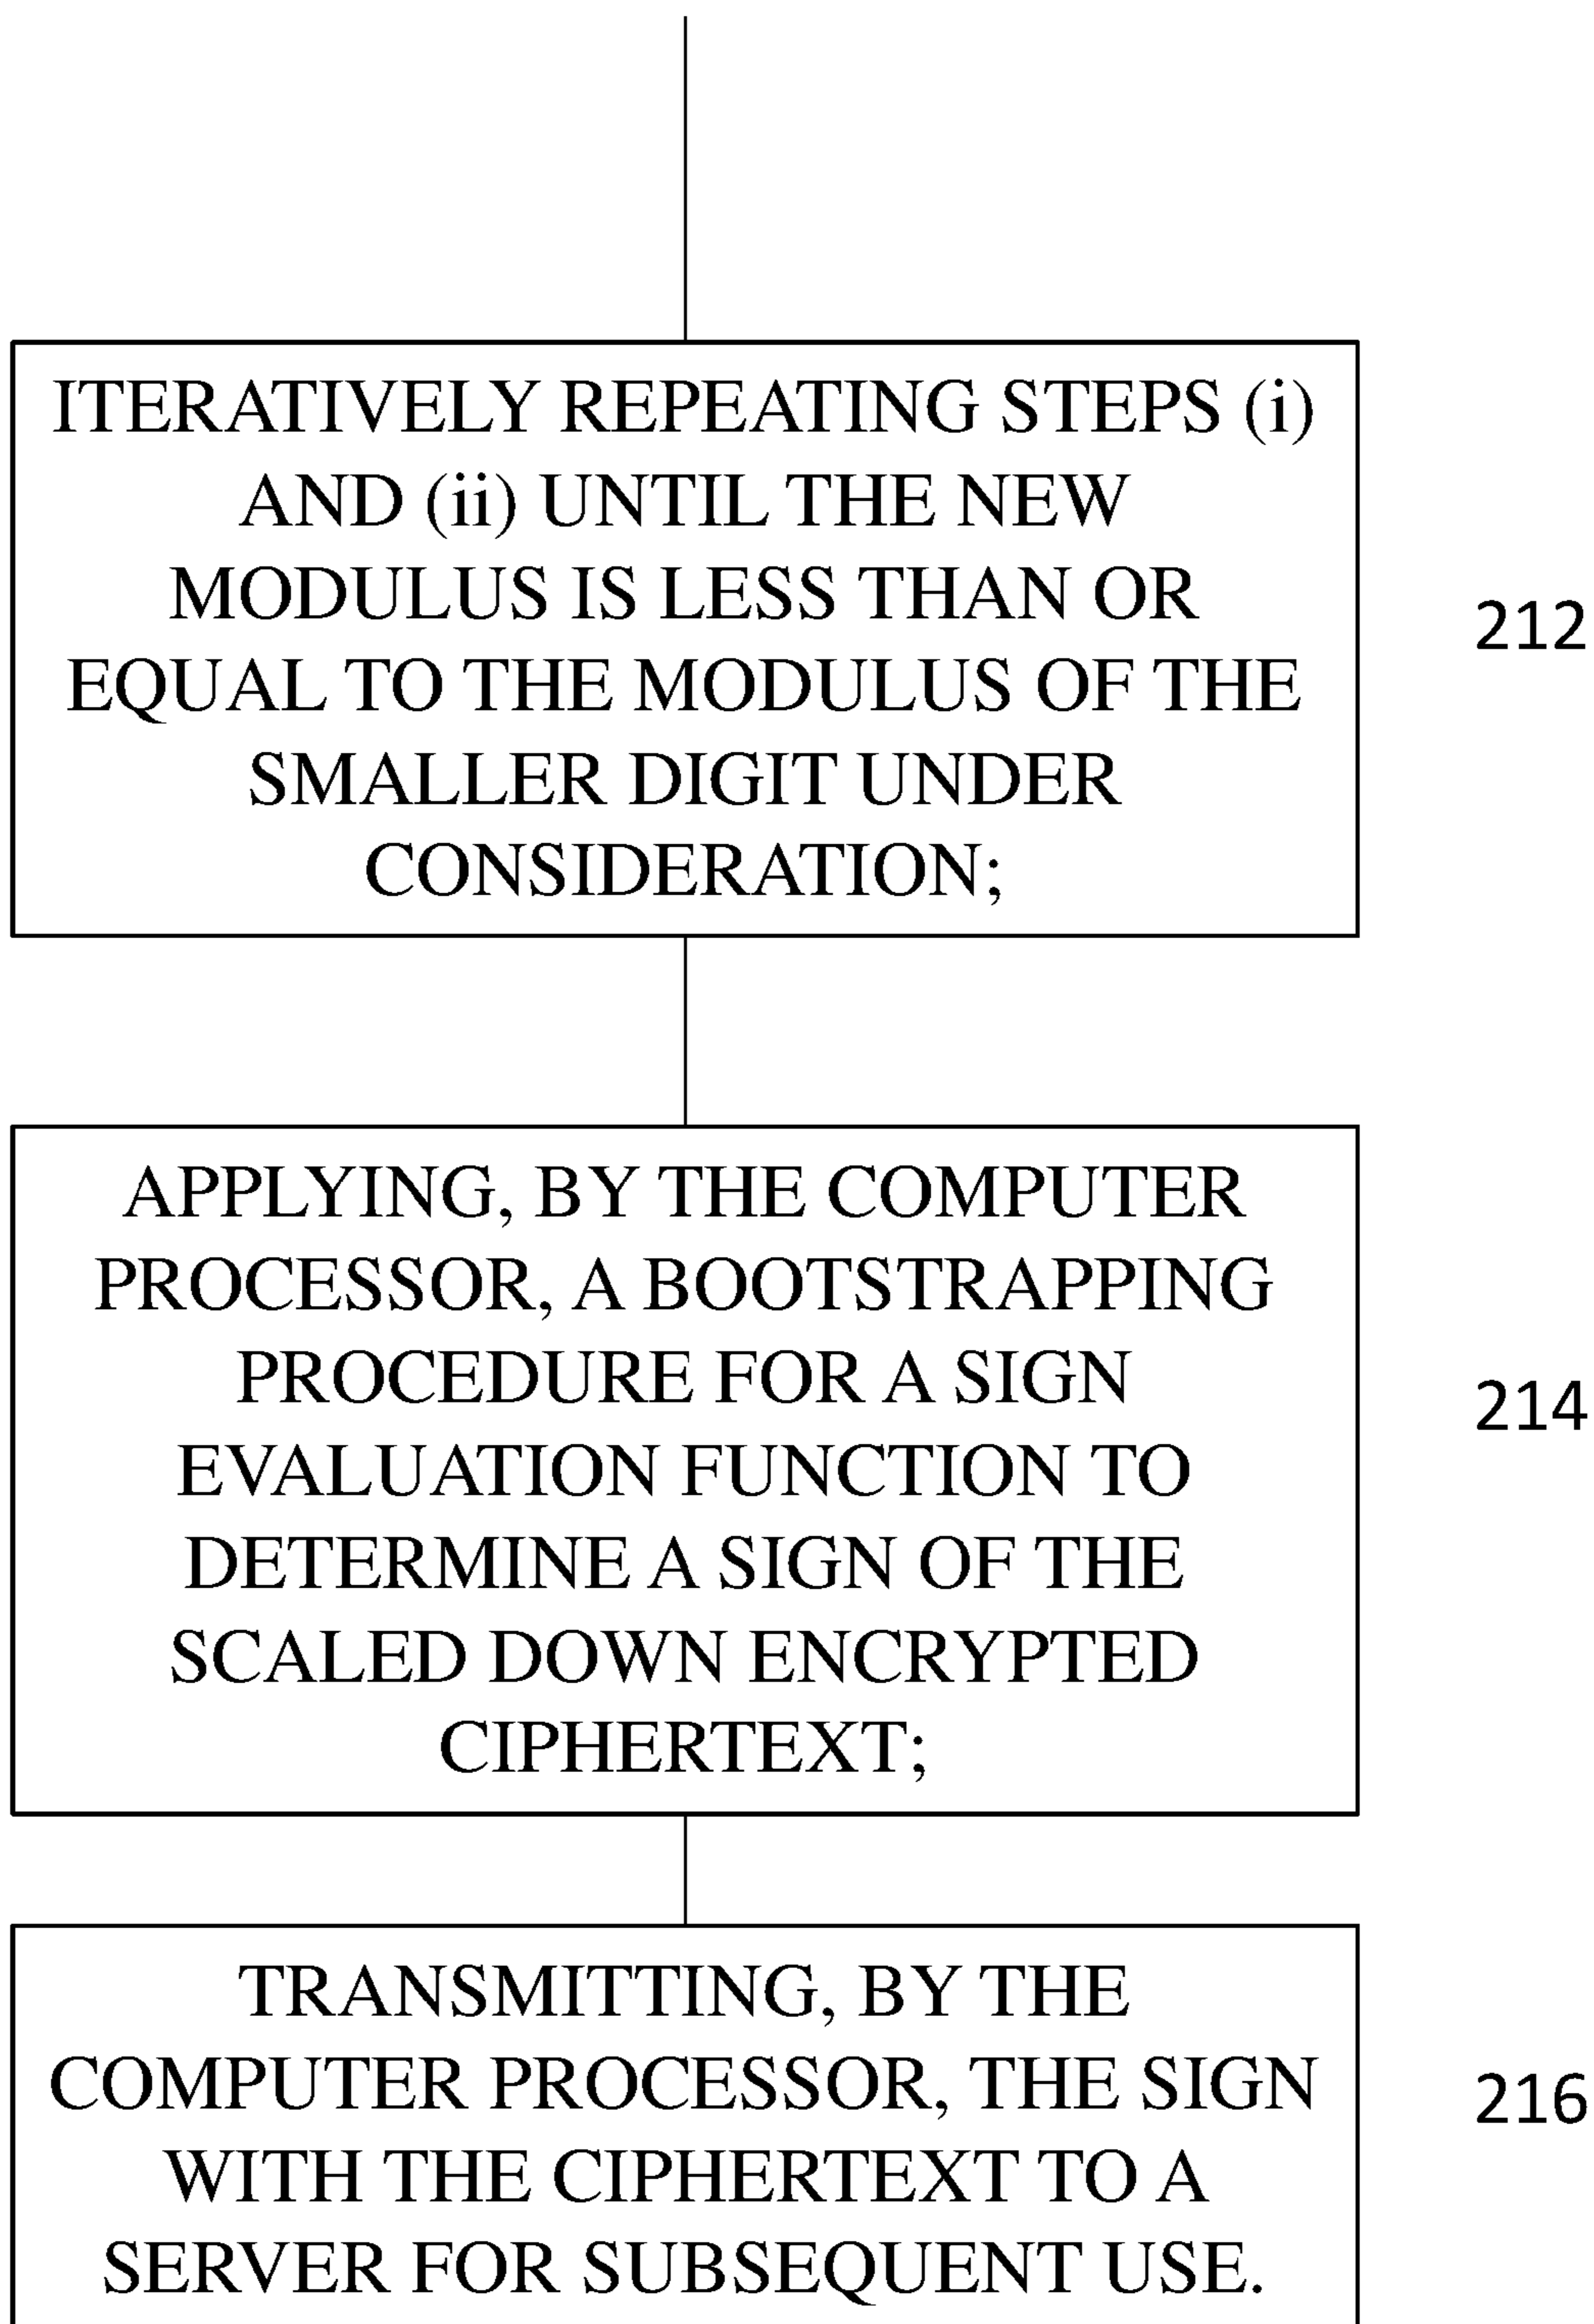 ITERATIVELY REPEATING STEPS (i)
AND (ii) UNTIL THE NEW
MODULUS IS LESS THAN OR
EQUAL TO THE MODULUS OF THE
SMALLER DIGIT UNDER
CONSIDERATION;
212
APPLYING, BY THE COMPUTER
PROCESSOR, A BOOTSTRAPPING
PROCEDURE FOR A SIGN
EVALUATION FUNCTION TO
DETERMINE A SIGN OF THE
SCALED DOWN ENCRYPTED
CIPHERTEXT;
214
TRANSMITTING, BY THE
COMPUTER PROCESSOR, THE SIGN
WITH THE CIPHERTEXT TO A
SERVER FOR SUBSEQUENT USE.
216